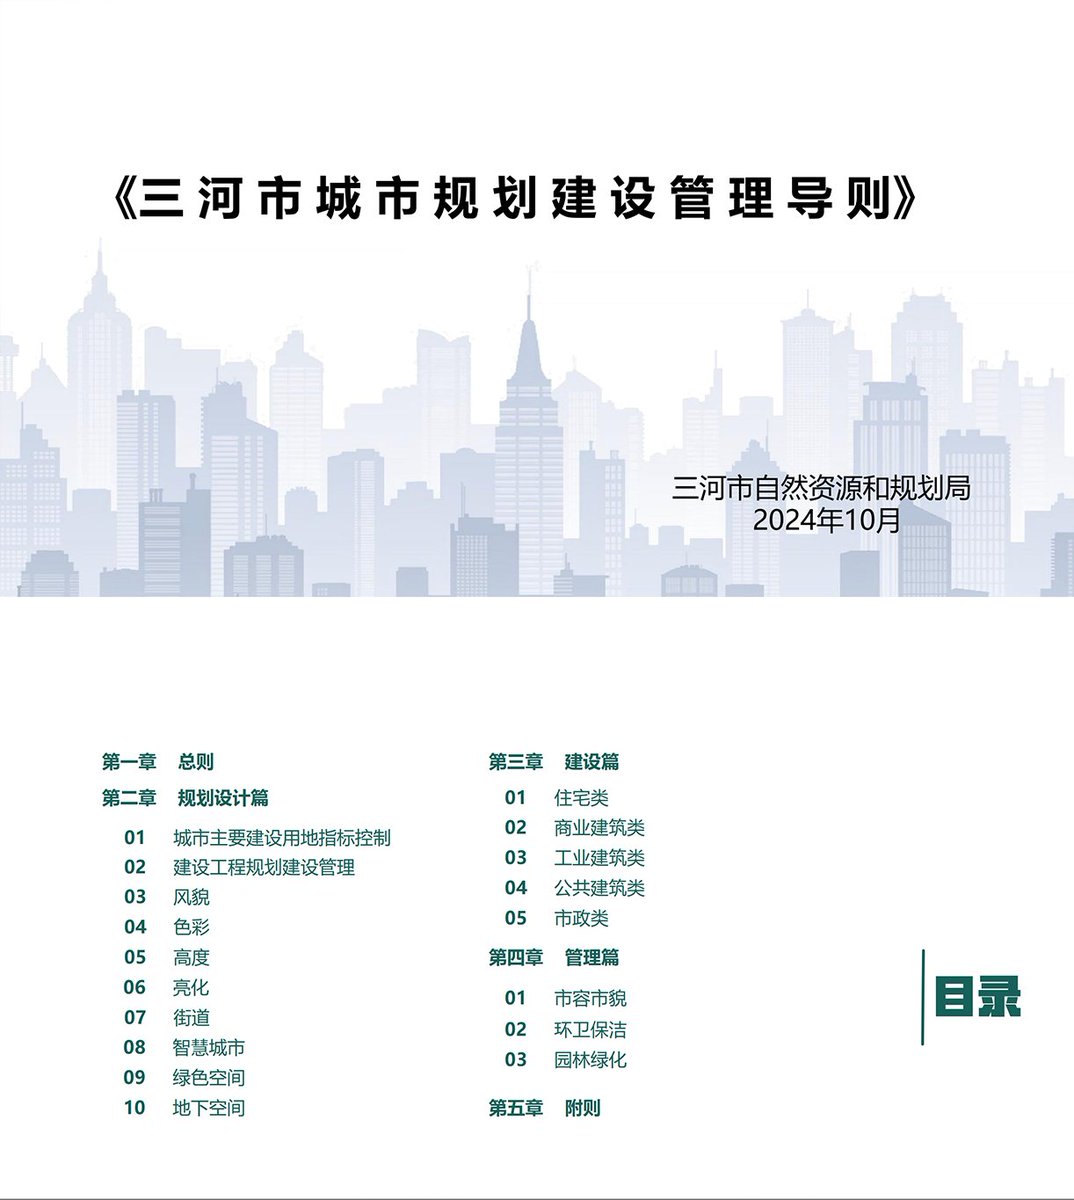 《三河市城市规划建设管理导则》
三河市自然资源和规划局
2024年10月
第一章 总则
第二章 规划设计篇
01 城市主要建设用地指标控制
02 建设工程规划建设管理
03 风貌
04 色彩
05 高度
06 亮化
07 街道
08 智慧城市
09 绿色空间
10 地下空间
第三章 建设篇
01 住宅类
02 商业建筑类
03 工业建筑类
04 公共建筑类
05 市政类
第四章 管理篇
01 市容市貌
02 环卫保洁
03 园林绿化
第五章 附则
目录